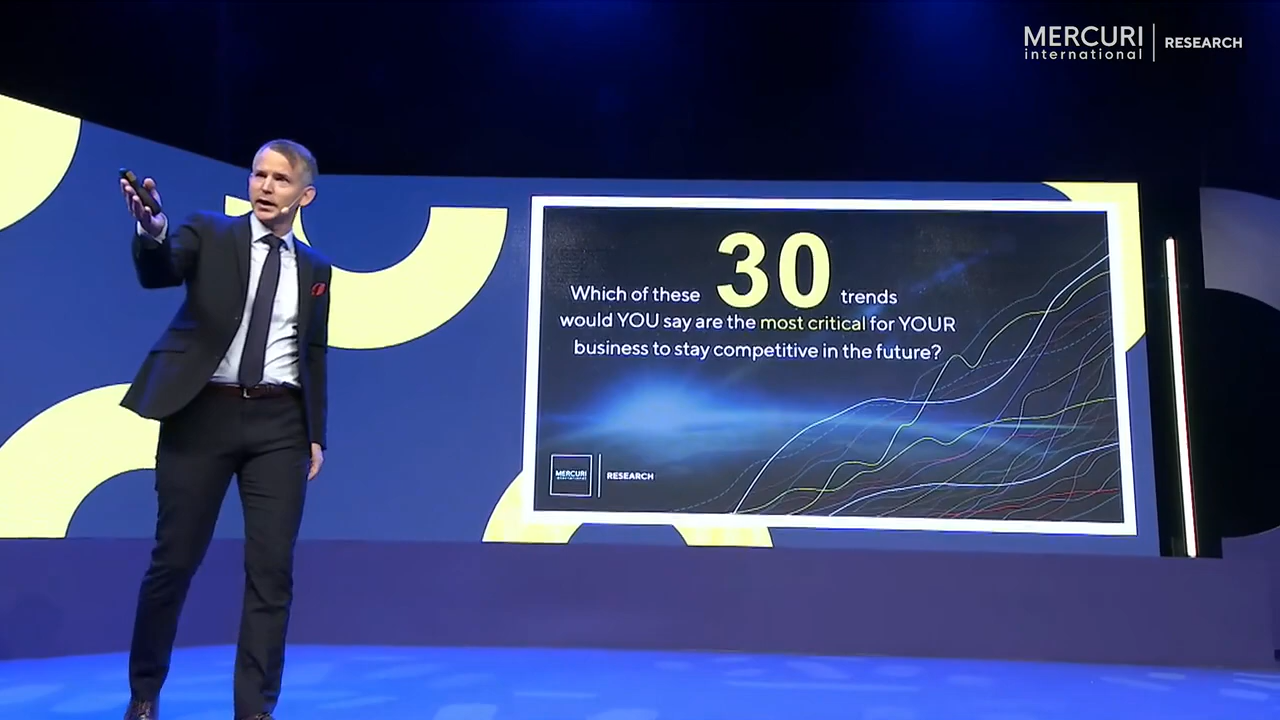 MERCURI
international
RESEARCH
30
Which of these trends
would YOU say are the most critical for YOUR
business to stay competitive in the future?
MERCURI
international
RESEARCH